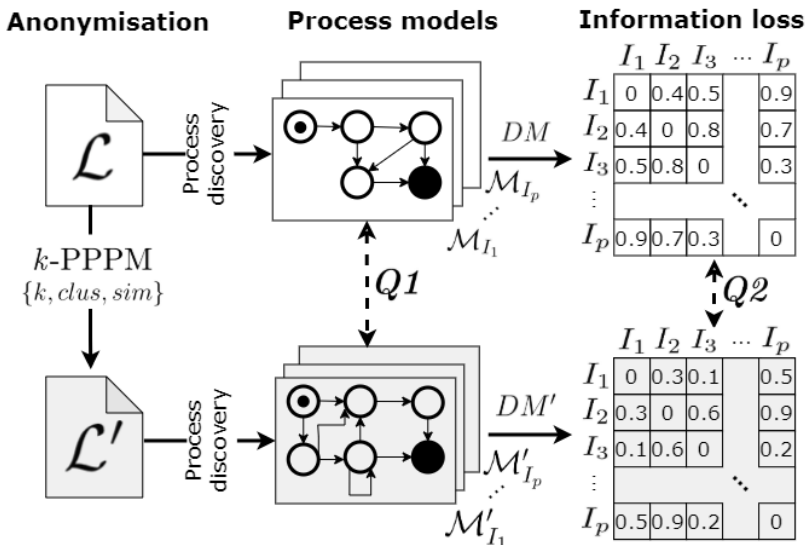 Anonymisation
Process models
Information loss
ℒ
Process
discovery
DM
ℳ_{I_p}
⋱
ℳ_{I_1}
I_1 I_2 I_3 ... I_p
I_1 0 0.4 0.5 0.9
I_2 0.4 0 0.8 0.7
I_3 0.5 0.8 0 0.3
⋮ ⋱
I_p 0.9 0.7 0.3 0
k-PPPM
{k, clus, sim}
Q1
Q2
ℒ'
Process
discovery
DM'
ℳ'_{I_p}
⋱
ℳ'_{I_1}
I_1 I_2 I_3 ... I_p
I_1 0 0.3 0.1 0.5
I_2 0.3 0 0.6 0.9
I_3 0.1 0.6 0 0.2
⋮ ⋱
I_p 0.5 0.9 0.2 0